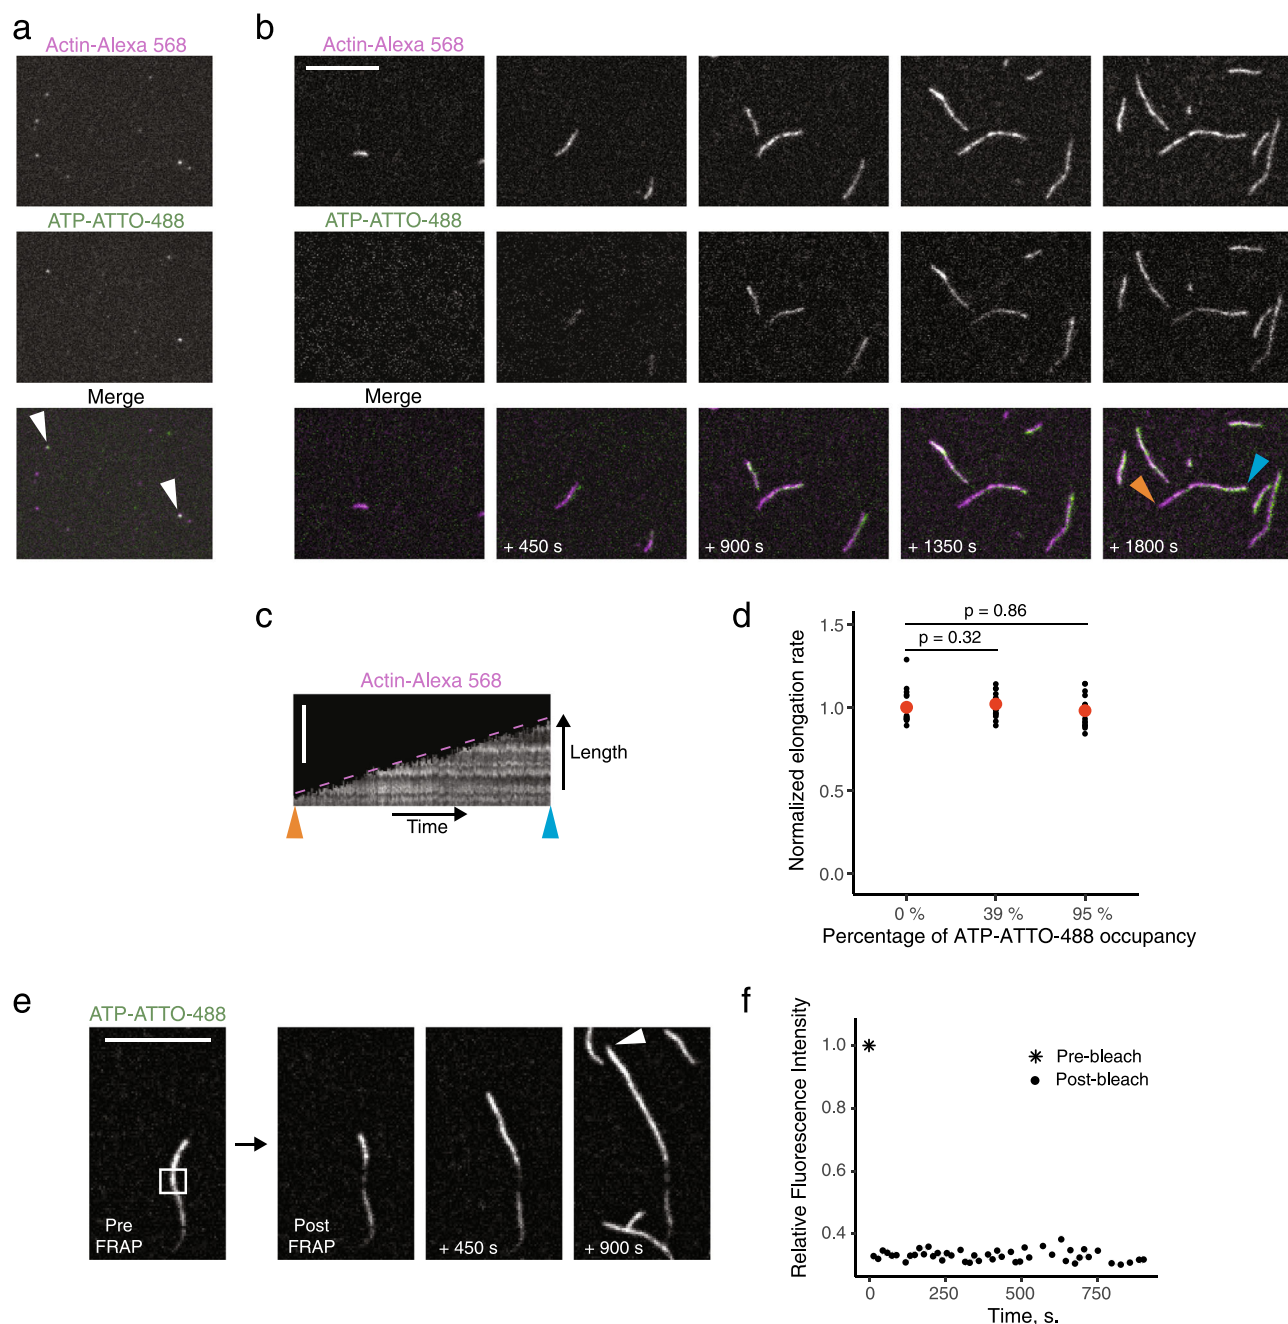 a
Actin-Alexa 568
ATP-ATTO-488
Merge
b
Actin-Alexa 568
ATP-ATTO-488
Merge
+ 450 s
+ 900 s
+ 1350 s
+ 1800 s
c
Actin-Alexa 568
Length
Time
d
Normalized elongation rate
1.5
1.0
0.5
0.0
p = 0.86
p = 0.32
0 %
39 %
95 %
Percentage of ATP-ATTO-488 occupancy
e
ATP-ATTO-488
Pre
FRAP
Post
FRAP
+ 450 s
+ 900 s
f
Relative Fluorescence Intensity
1.0
0.8
0.6
0.4
Pre-bleach
Post-bleach
0
250
500
750
Time, s.